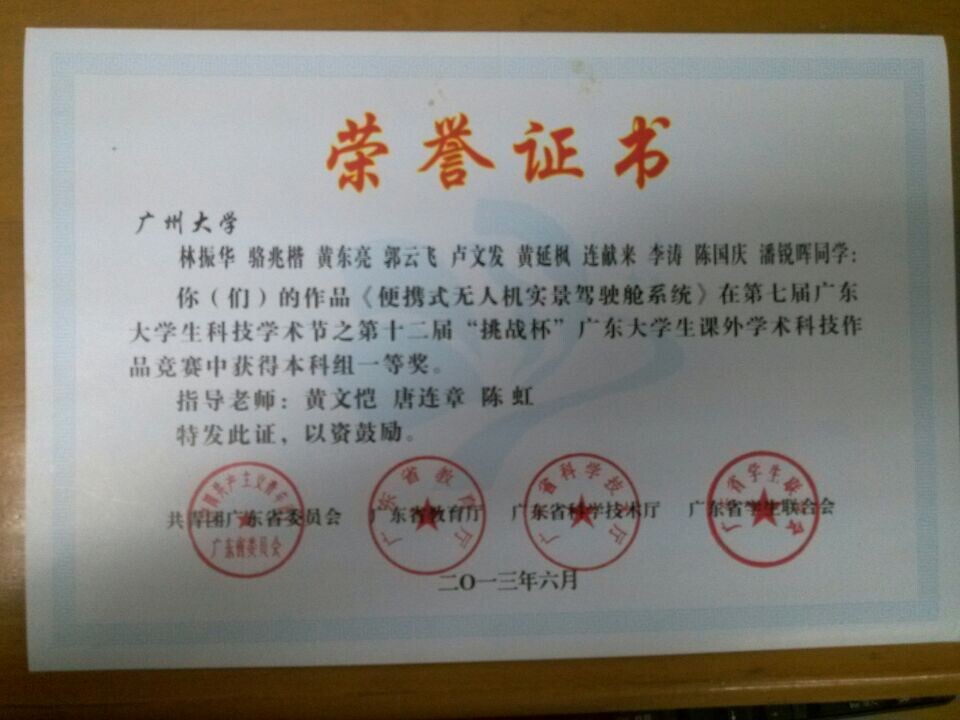 荣誉证书
广州大学
林振华 骆兆楷 黄东亮 郭云飞 卢文发 黄延枫 连献来 李涛 陈国庆 潘锐晖同学：
你（们）的作品《便携式无人机实景驾驶舱系统》在第七届广东
大学生科技学术节之第十二届“挑战杯”广东大学生课外学术科技作
品竞赛中获得本科组一等奖。
指导老师：黄文恺 唐连章 陈虹
特发此证，以资鼓励。
共青团广东省委员会 广东省教育厅 广东省科学技术厅 广东省学生联合会
广东省委员会
广东省教育厅
广东省科学技术厅
广东省学生联合会
二〇一三年六月